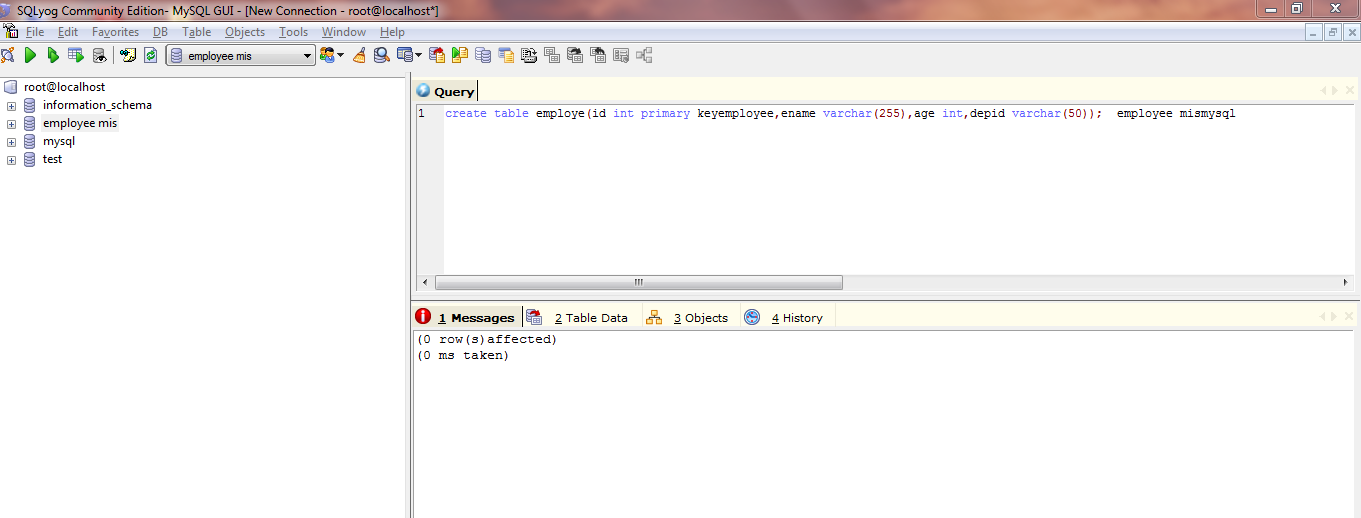 SQLyog Community Edition- MySQL GUI - [New Connection - root@localhost*]
File Edit Favorites DB Table Objects Tools Window Help
employee mis
root@localhost
information_schema
employee mis
mysql
test
Query
1 create table employe(id int primary keyemployee,ename varchar(255),age int,depid varchar(50));  employee mismysql
1 Messages 2 Table Data 3 Objects 4 History
(0 row(s)affected)
(0 ms taken)